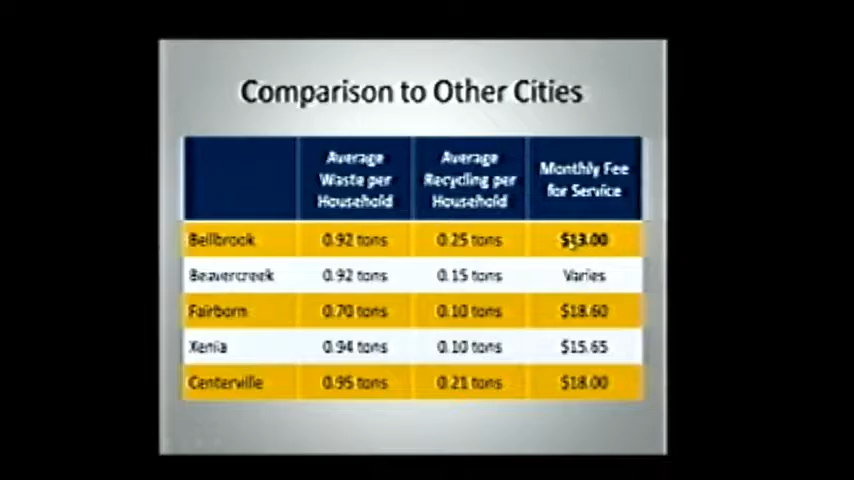 Comparison to Other Cities
Average Waste per Household
Average Recycling per Household
Monthly Fee for Service
Bellbrook 0.92 tons 0.25 tons $13.00
Beavercreek 0.92 tons 0.15 tons Varies
Fairborn 0.70 tons 0.10 tons $18.60
Xenia 0.94 tons 0.10 tons $15.65
Centerville 0.95 tons 0.21 tons $18.00